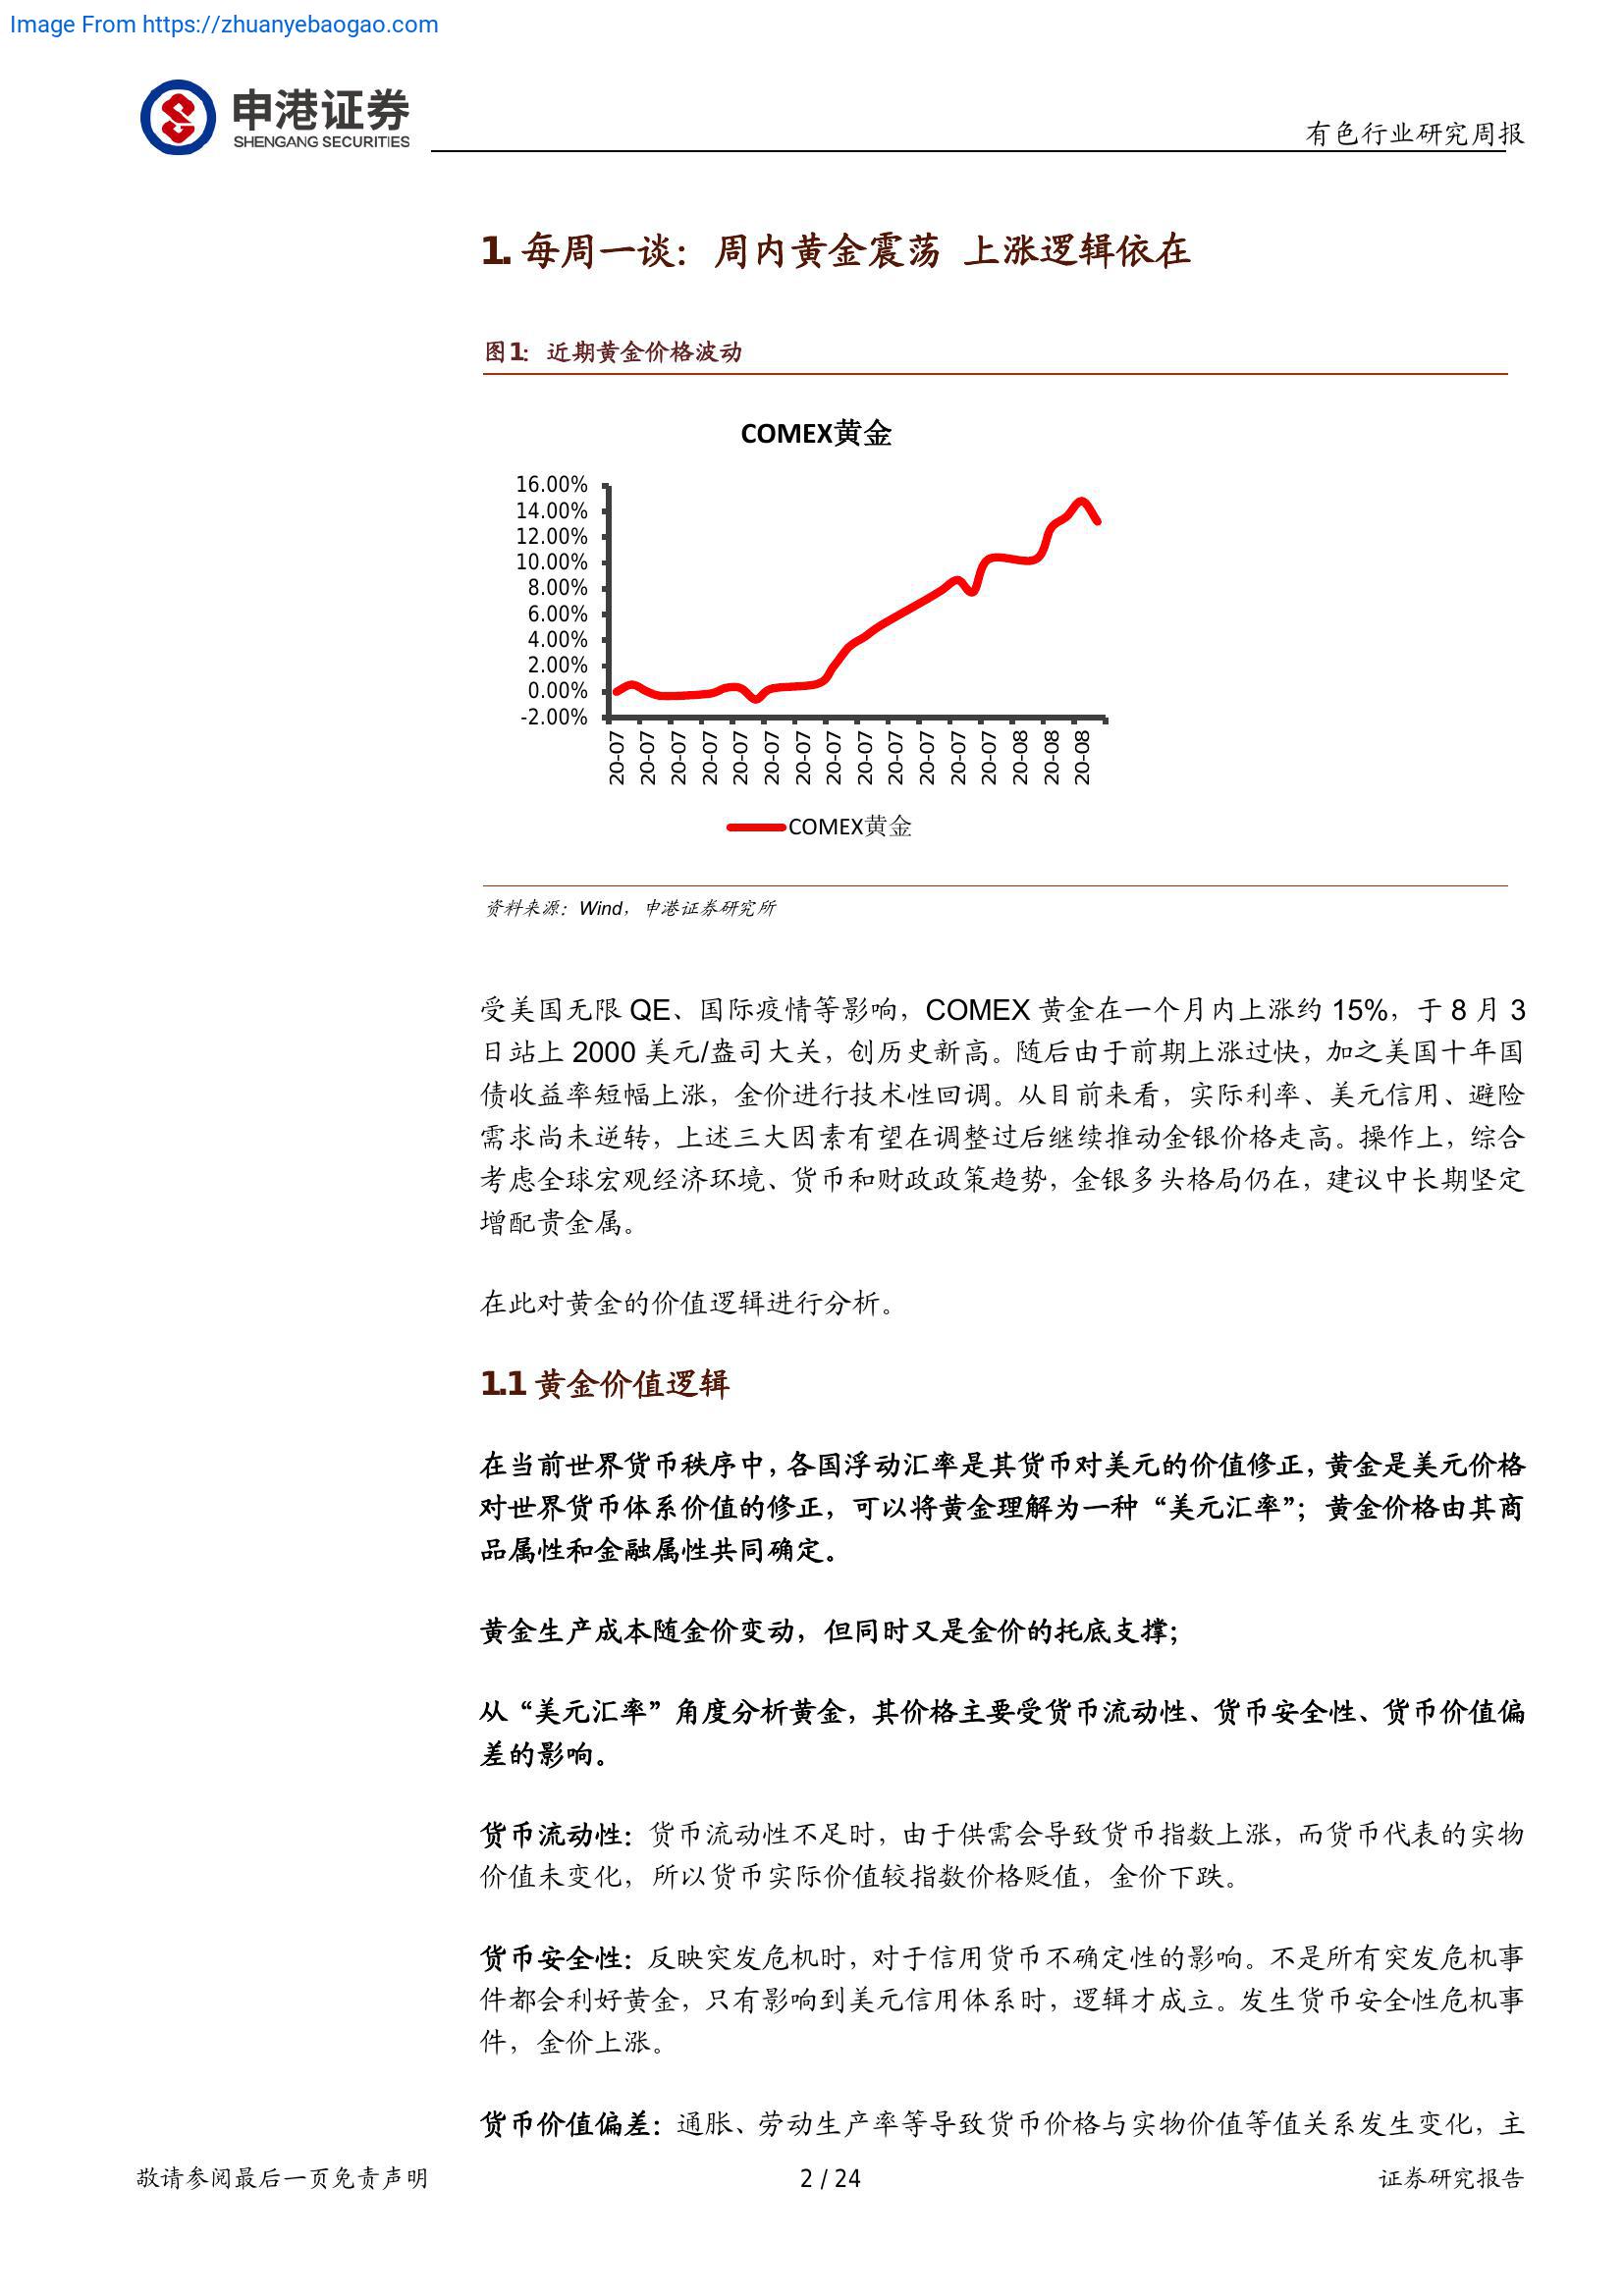 Image From https://zhuanyebaogao.com
申港证券
SHENGANG SECURITIES
有色行业研究周报
1. 每周一谈：周内黄金震荡 上涨逻辑依在
图1：近期黄金价格波动
COMEX黄金
16.00%
14.00%
12.00%
10.00%
8.00%
6.00%
4.00%
2.00%
0.00%
-2.00%
20-07
20-07
20-07
20-07
20-07
20-07
20-07
20-07
20-07
20-07
20-07
20-07
20-07
20-08
20-08
20-08
COMEX黄金
资料来源：Wind，申港证券研究所
受美国无限 QE、国际疫情等影响，COMEX 黄金在一个月内上涨约 15%，于 8 月 3
日站上 2000 美元/盎司大关，创历史新高。随后由于前期上涨过快，加之美国十年国
债收益率短幅上涨，金价进行技术性回调。从目前来看，实际利率、美元信用、避险
需求尚未逆转，上述三大因素有望在调整过后继续推动金银价格走高。操作上，综合
考虑全球宏观经济环境、货币和财政政策趋势，金银多头格局仍在，建议中长期坚定
增配贵金属。
在此对黄金的价值逻辑进行分析。
1.1 黄金价值逻辑
在当前世界货币秩序中，各国浮动汇率是其货币对美元的价值修正，黄金是美元价格
对世界货币体系价值的修正，可以将黄金理解为一种“美元汇率”；黄金价格由其商
品属性和金融属性共同确定。
黄金生产成本随金价变动，但同时又是金价的托底支撑；
从“美元汇率”角度分析黄金，其价格主要受货币流动性、货币安全性、货币价值偏
差的影响。
货币流动性：货币流动性不足时，由于供需会导致货币指数上涨，而货币代表的实物
价值未变化，所以货币实际价值较指数价格贬值，金价下跌。
货币安全性：反映突发危机时，对于信用货币不确定性的影响。不是所有突发危机事
件都会利好黄金，只有影响到美元信用体系时，逻辑才成立。发生货币安全性危机事
件，金价上涨。
货币价值偏差：通胀、劳动生产率等导致货币价格与实物价值等值关系发生变化，主
敬请参阅最后一页免责声明
2 / 24
证券研究报告